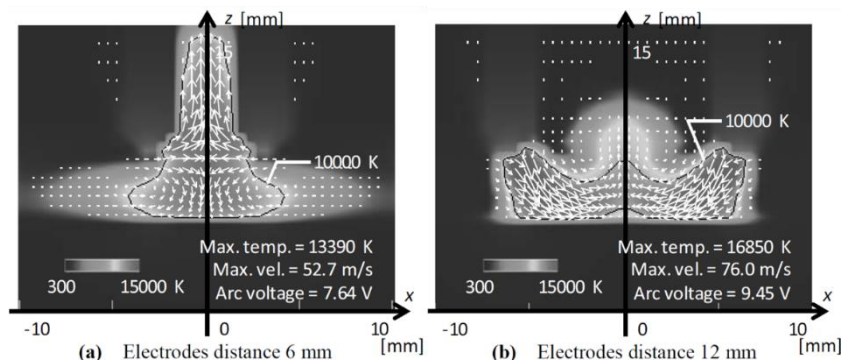 z [mm]
15
10000 K
Max. temp. = 13390 K
Max. vel. = 52.7 m/s
Arc voltage = 7.64 V
300 15000 K
x
-10 0 10
[mm]
(a) Electrodes distance 6 mm
z [mm]
15
10000 K
Max. temp. = 16850 K
Max. vel. = 76.0 m/s
Arc voltage = 9.45 V
300 15000 K
x
-10 0 10
[mm]
(b) Electrodes distance 12 mm